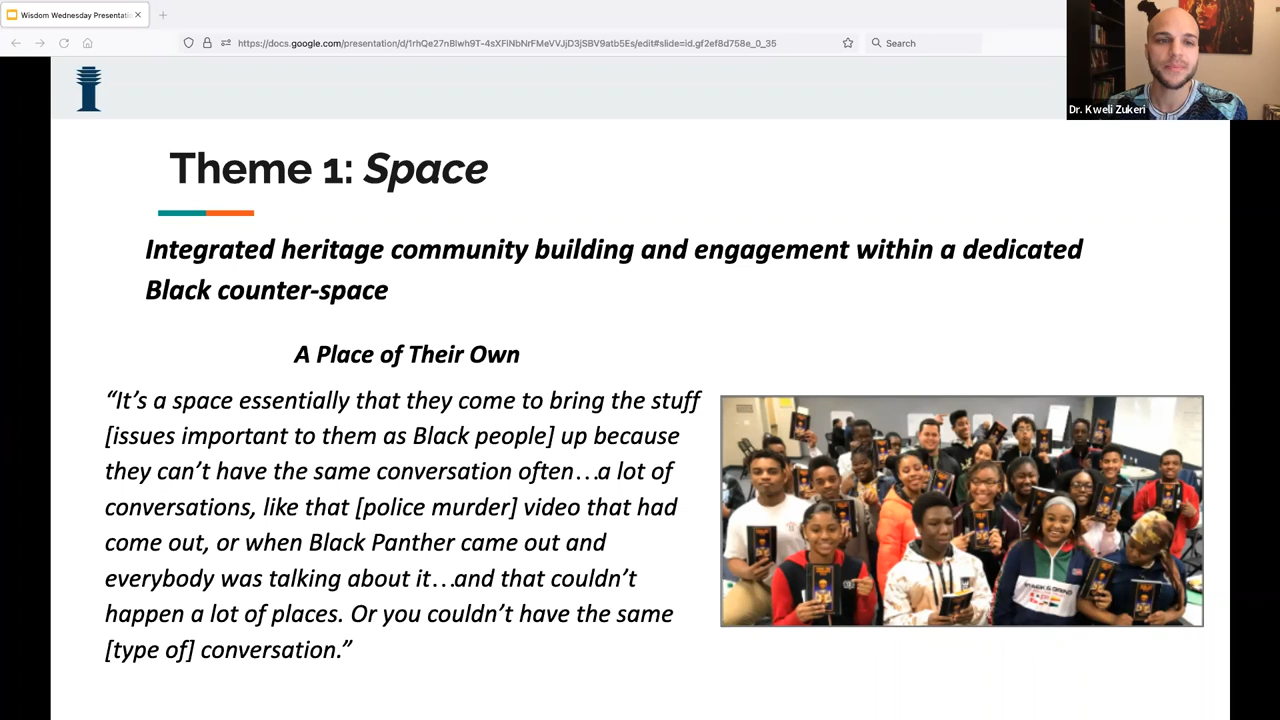 Wisdom Wednesday Presentati
https://docs.google.com/presentation/d/1rhQe27nBIwh9T-4sXFiNbNrFMeVVJjD3jSBV9atb5Es/edit#slide=id.gf2ef8d758e_0_35
Search
Dr. Kweli Zukeri
Theme 1: Space
Integrated heritage community building and engagement within a dedicated
Black counter-space
A Place of Their Own
“It’s a space essentially that they come to bring the stuff
[issues important to them as Black people] up because
they can’t have the same conversation often…a lot of
conversations, like that [police murder] video that had
come out, or when Black Panther came out and
everybody was talking about it…and that couldn’t
happen a lot of places. Or you couldn’t have the same
[type of] conversation.”